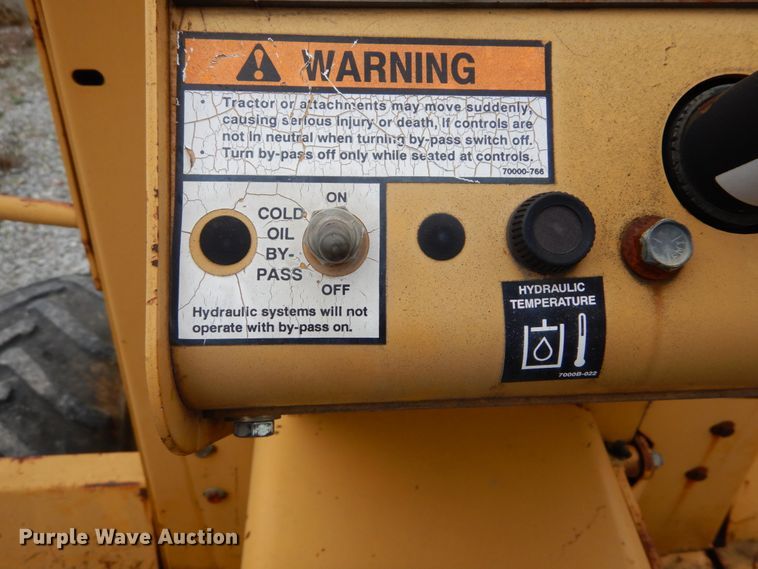 WARNING
• Tractor or attachments may move suddenly,
causing serious injury or death, if controls are
not in neutral when turning by-pass switch off.
• Turn by-pass off only while seated at controls.
70000-766
ON
COLD
OIL
BY-
PASS
OFF
Hydraulic systems will not
operate with by-pass on.
HYDRAULIC
TEMPERATURE
7000B-022
Purple Wave Auction